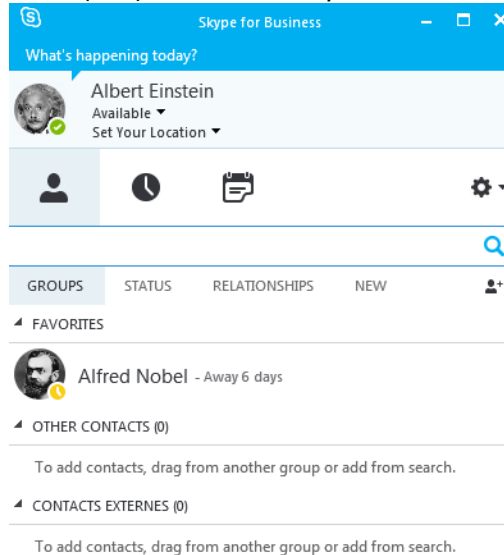 Skype for Business
What's happening today?
Albert Einstein
Available
Set Your Location
GROUPS STATUS RELATIONSHIPS NEW
FAVORITES
Alfred Nobel - Away 6 days
OTHER CONTACTS (0)
To add contacts, drag from another group or add from search.
CONTACTS EXTERNES (0)
To add contacts, drag from another group or add from search.